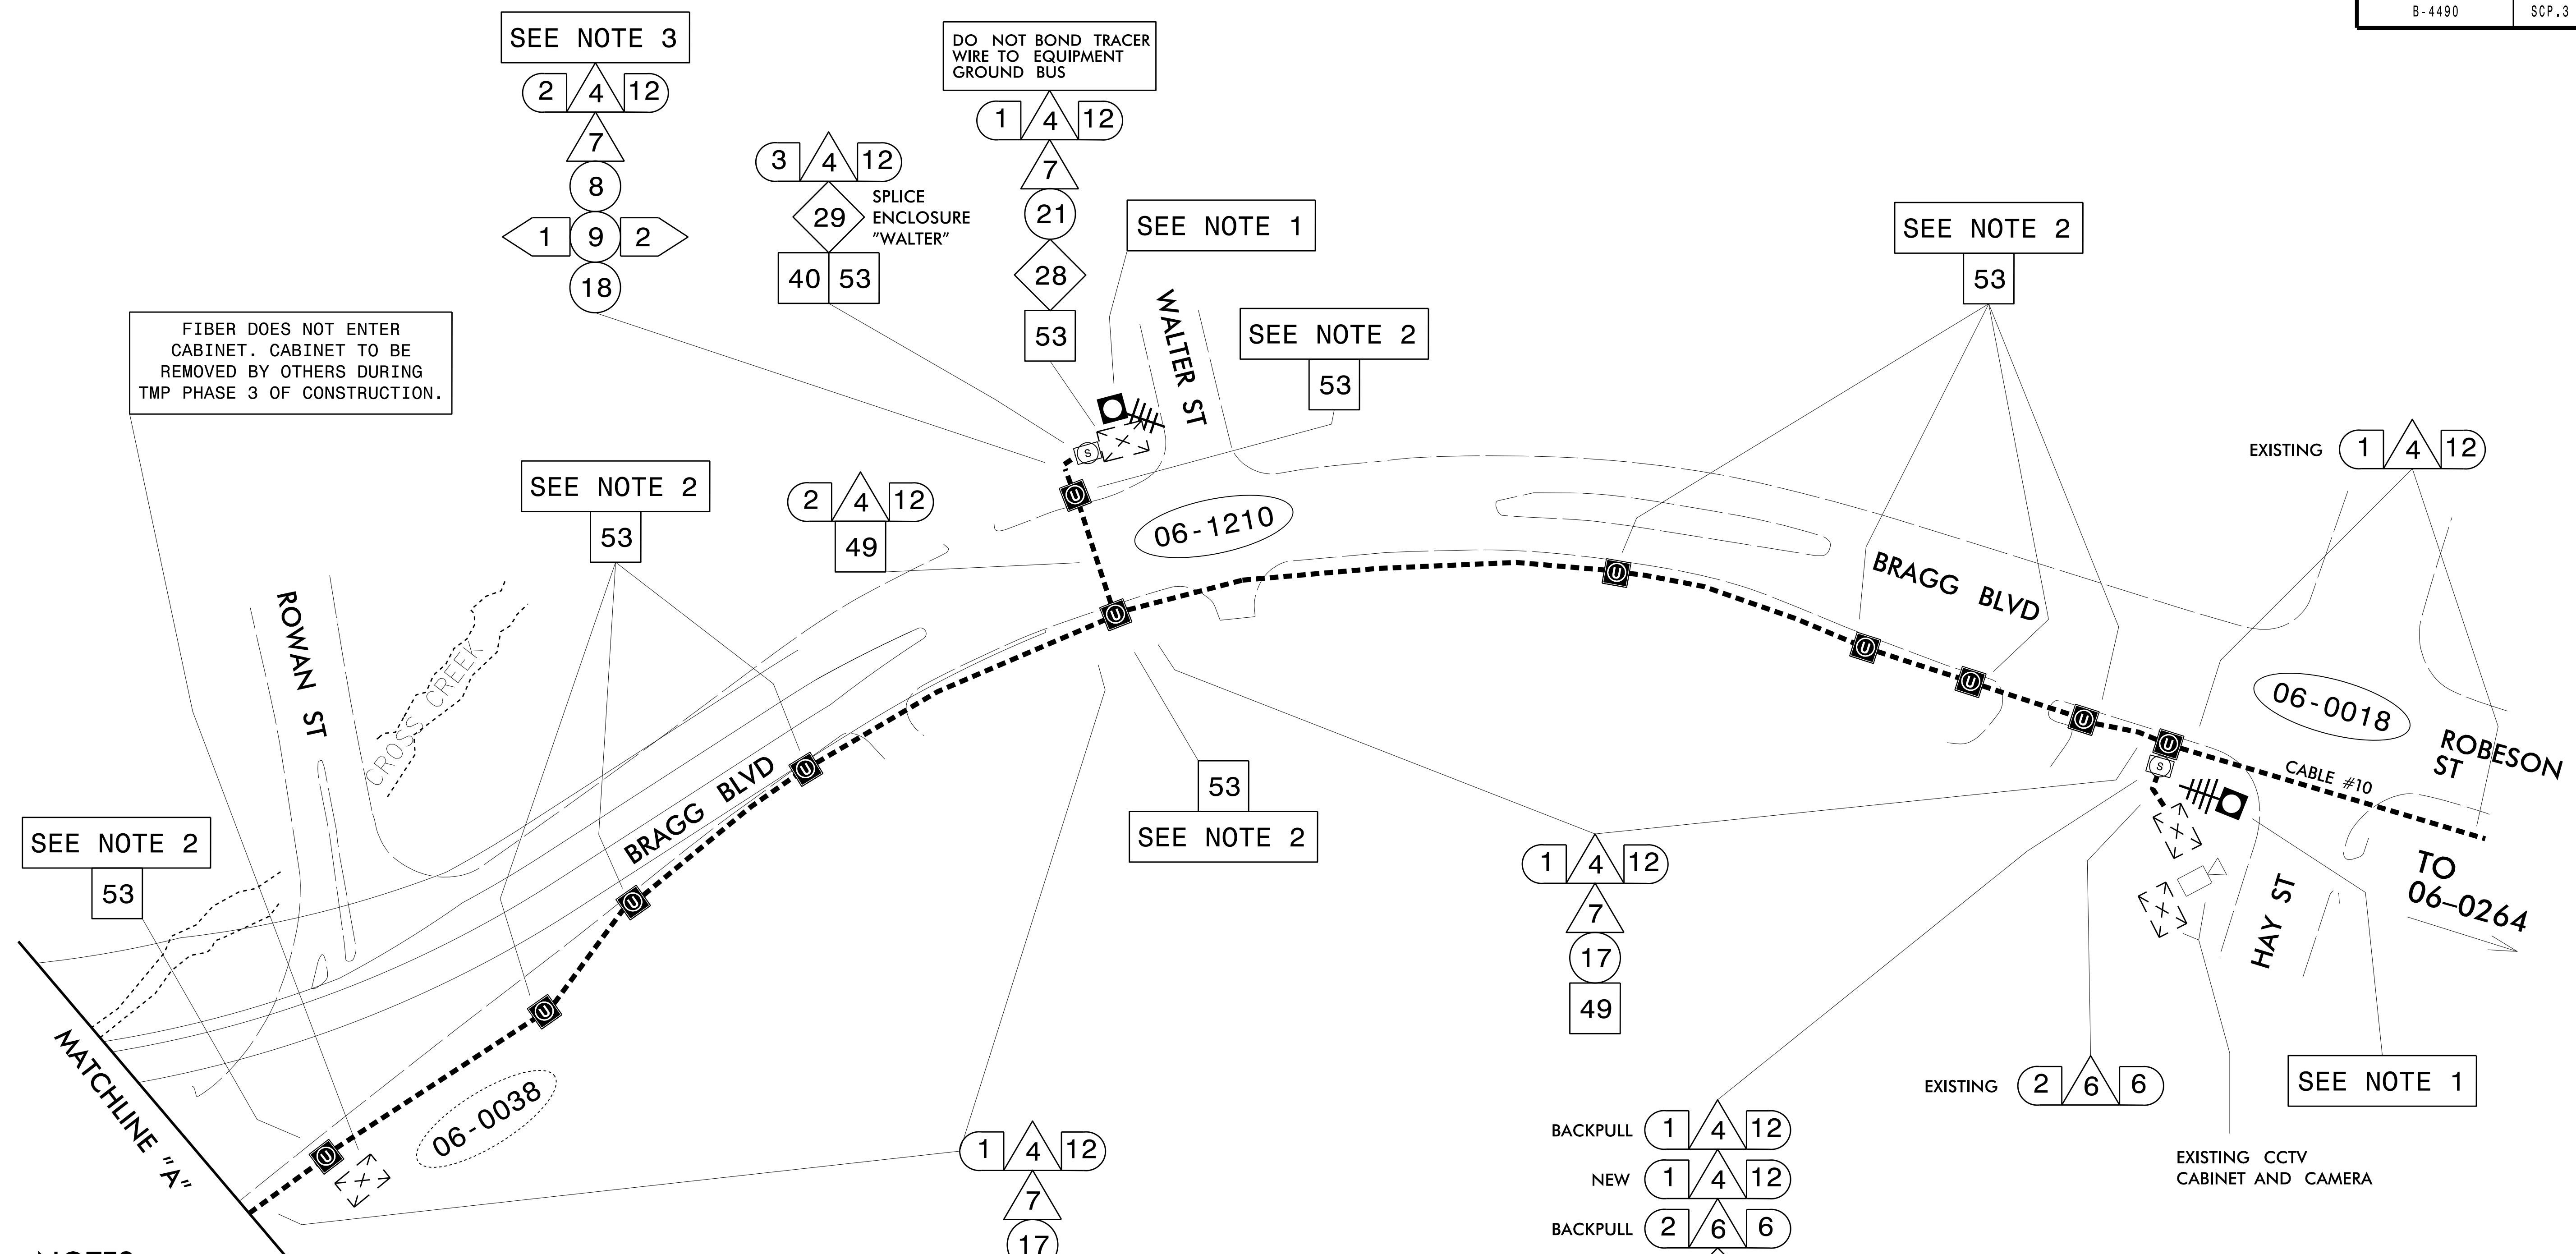 B-4490 SCP.3
SEE NOTE 3
2 4 12
7
8
1 9 2
18
3 4 12
29
SPLICE
ENCLOSURE
"WALTER"
40 53
DO NOT BOND TRACER
WIRE TO EQUIPMENT
GROUND BUS
1 4 12
7
21
28
53
SEE NOTE 1
WALTER ST
SEE NOTE 2
53
SEE NOTE 2
53
FIBER DOES NOT ENTER
CABINET. CABINET TO BE
REMOVED BY OTHERS DURING
TMP PHASE 3 OF CONSTRUCTION.
SEE NOTE 2
53
2 4 12
49
S
U
06-1210
EXISTING 1 4 12
BRAGG BLVD
U
U
U
U
U
U
S
06-0018
ROBESON
ST
CABLE #10
TO
06-0264
HAY ST
ROWAN ST
CROSS CREEK
BRAGG BLVD
U
U
U
U
SEE NOTE 2
53
53
SEE NOTE 2
1 4 12
7
17
49
MATCHLINE "A"
06-0038
1 4 12
7
17
BACKPULL 1 4 12
NEW 1 4 12
BACKPULL 2 6 6
EXISTING 2 6 6
SEE NOTE 1
EXISTING CCTV
CABINET AND CAMERA